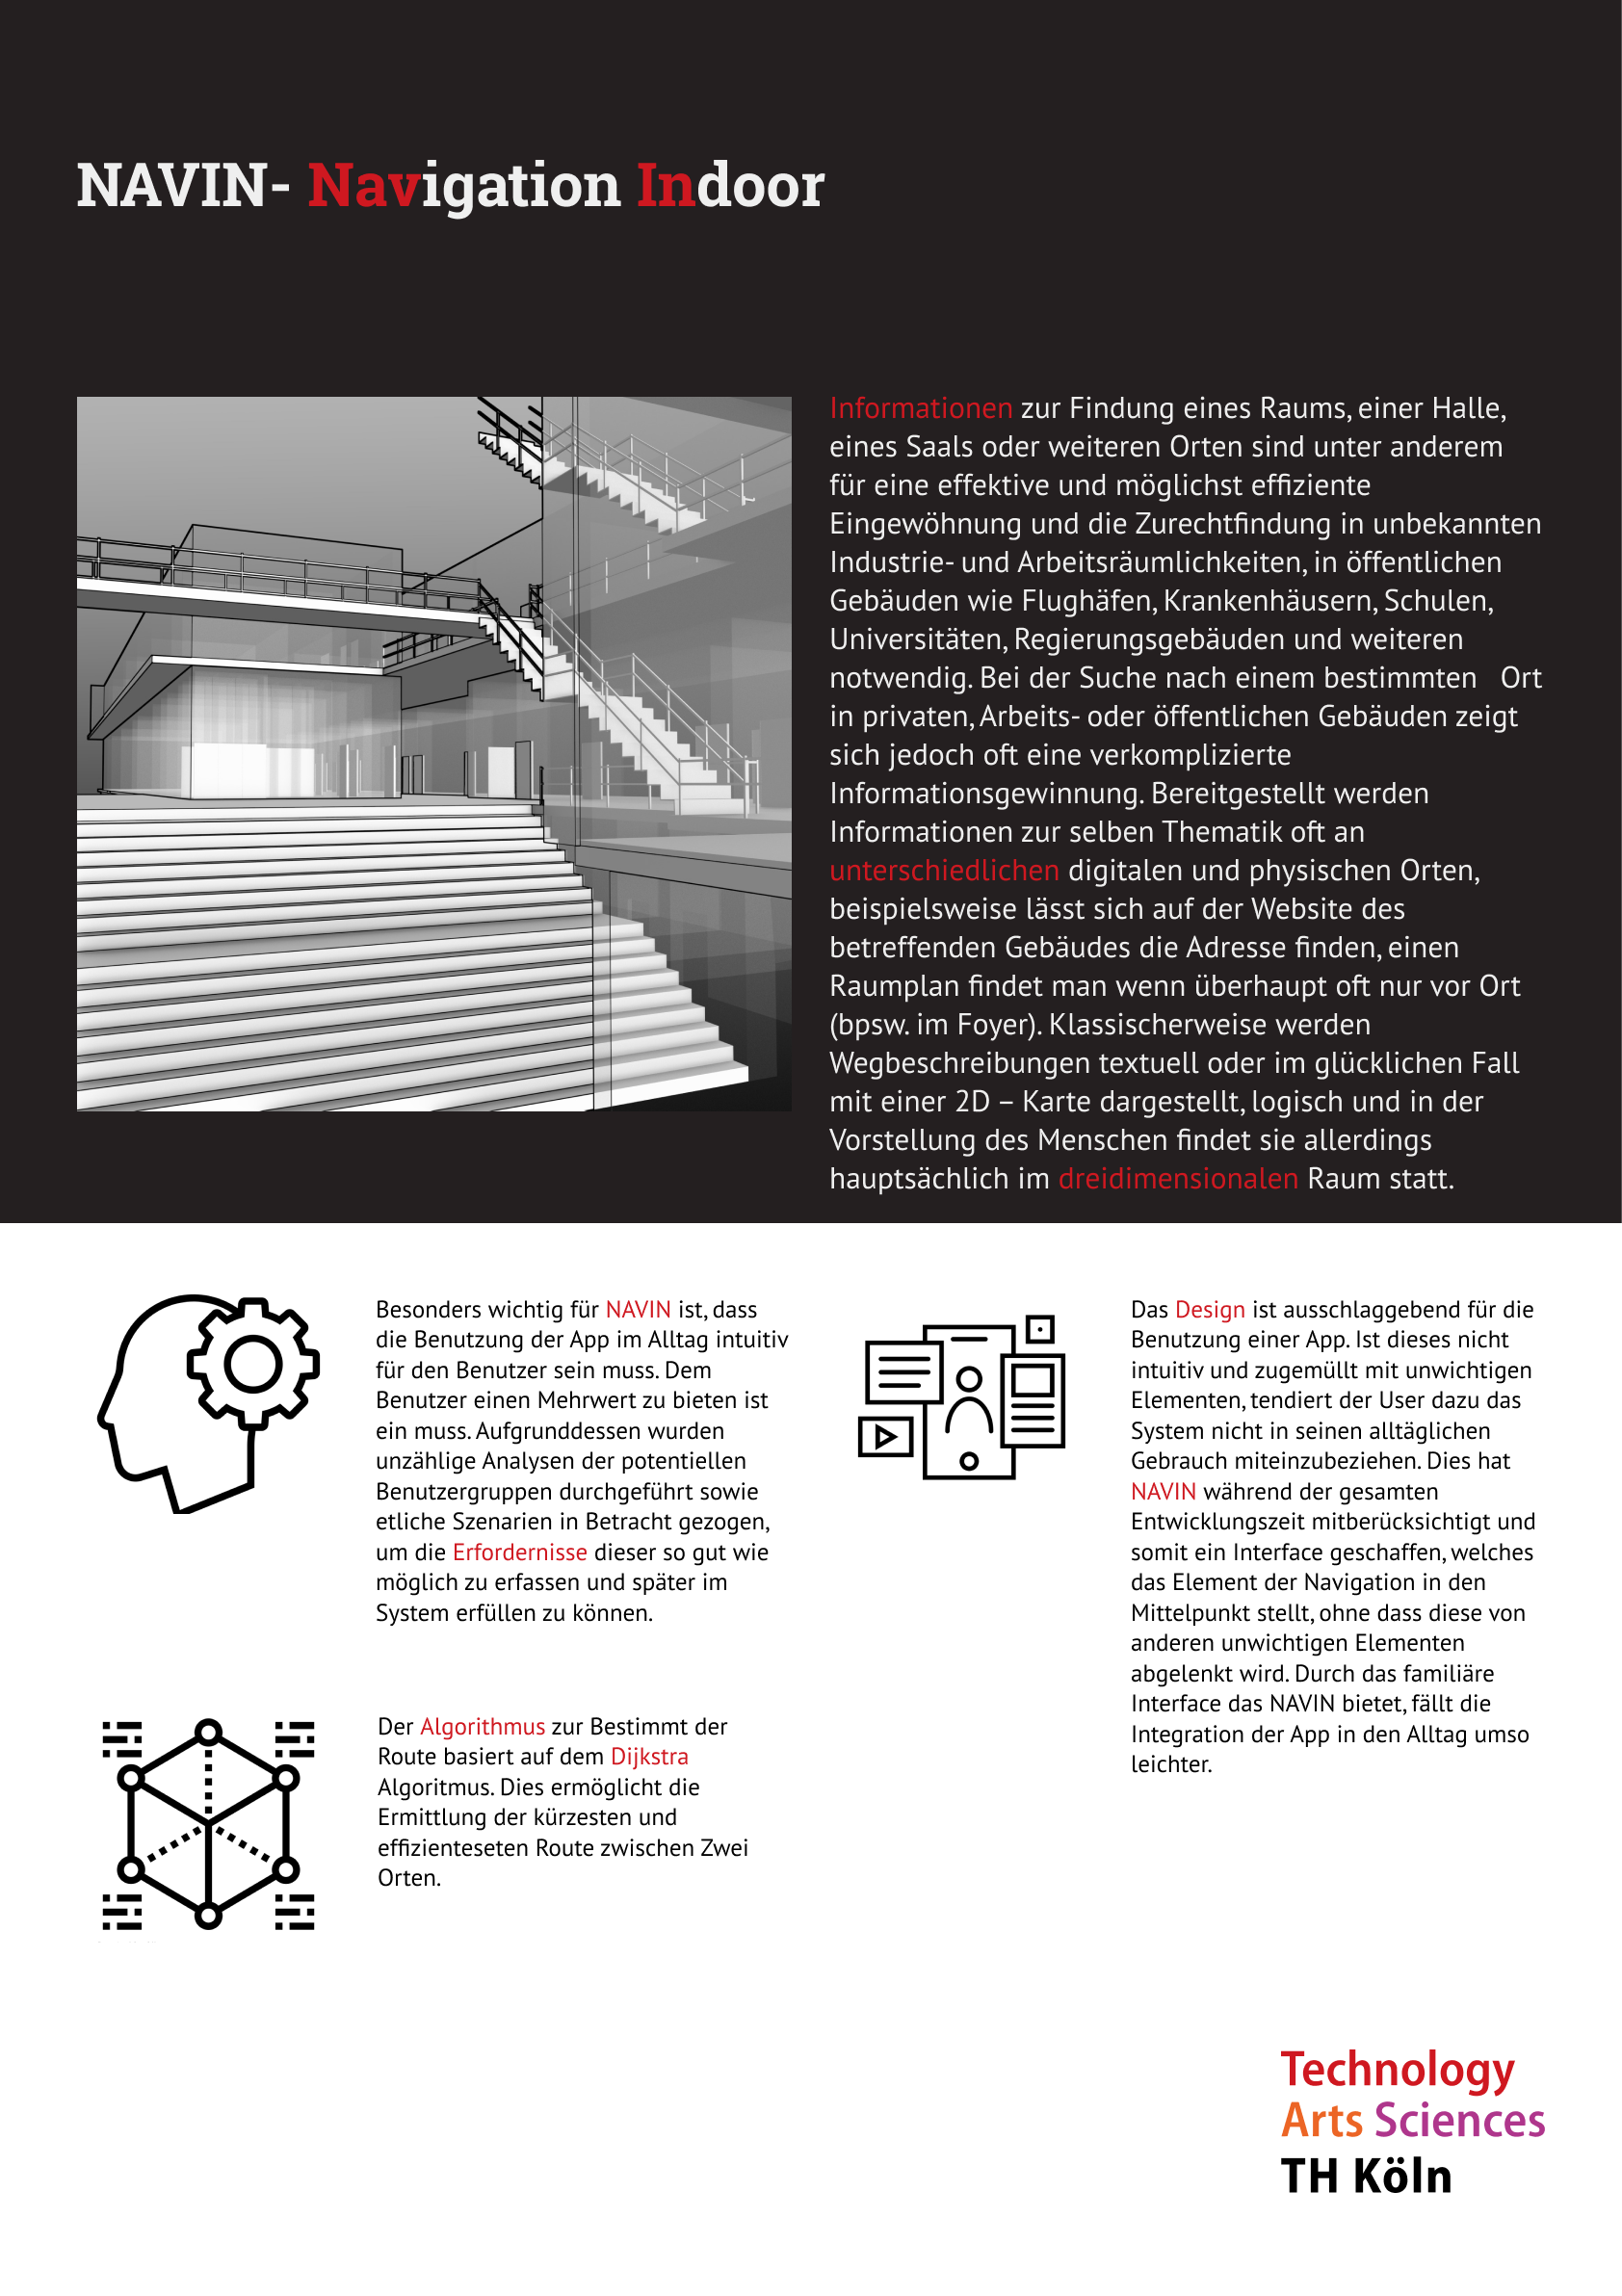 NAVIN- Navigation Indoor
Informationen zur Findung eines Raums, einer Halle,
eines Saals oder weiteren Orten sind unter anderem
für eine effektive und möglichst effiziente
Eingewöhnung und die Zurechtfindung in unbekannten
Industrie- und Arbeitsräumlichkeiten, in öffentlichen
Gebäuden wie Flughäfen, Krankenhäusern, Schulen,
Universitäten, Regierungsgebäuden und weiteren
notwendig. Bei der Suche nach einem bestimmten Ort
in privaten, Arbeits- oder öffentlichen Gebäuden zeigt
sich jedoch oft eine verkomplizierte
Informationsgewinnung. Bereitgestellt werden
Informationen zur selben Thematik oft an
unterschiedlichen digitalen und physischen Orten,
beispielsweise lässt sich auf der Website des
betreffenden Gebäudes die Adresse finden, einen
Raumplan findet man wenn überhaupt oft nur vor Ort
(bpsw. im Foyer). Klassischerweise werden
Wegbeschreibungen textuell oder im glücklichen Fall
mit einer 2D – Karte dargestellt, logisch und in der
Vorstellung des Menschen findet sie allerdings
hauptsächlich im dreidimensionalen Raum statt.
Besonders wichtig für NAVIN ist, dass
die Benutzung der App im Alltag intuitiv
für den Benutzer sein muss. Dem
Benutzer einen Mehrwert zu bieten ist
ein muss. Aufgrunddessen wurden
unzählige Analysen der potentiellen
Benutzergruppen durchgeführt sowie
etliche Szenarien in Betracht gezogen,
um die Erfordernisse dieser so gut wie
möglich zu erfassen und später im
System erfüllen zu können.
Der Algorithmus zur Bestimmt der
Route basiert auf dem Dijkstra
Algoritmus. Dies ermöglicht die
Ermittlung der kürzesten und
effizienteseten Route zwischen Zwei
Orten.
Das Design ist ausschlaggebend für die
Benutzung einer App. Ist dieses nicht
intuitiv und zugemüllt mit unwichtigen
Elementen, tendiert der User dazu das
System nicht in seinen alltäglichen
Gebrauch miteinzubeziehen. Dies hat
NAVIN während der gesamten
Entwicklungszeit mitberücksichtigt und
somit ein Interface geschaffen, welches
das Element der Navigation in den
Mittelpunkt stellt, ohne dass diese von
anderen unwichtigen Elementen
abgelenkt wird. Durch das familiäre
Interface das NAVIN bietet, fällt die
Integration der App in den Alltag umso
leichter.
Technology
Arts Sciences
TH Köln